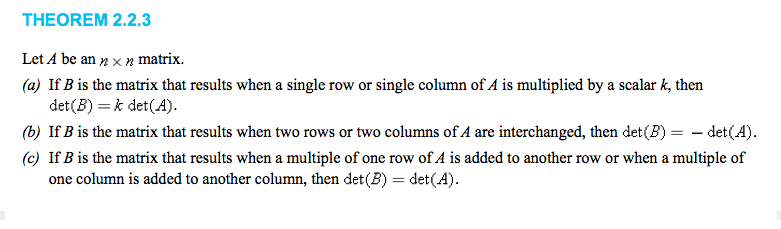 THEOREM 2.2.3
Let A be an n × n matrix.
(a) If B is the matrix that results when a single row or single column of A is multiplied by a scalar k, then
det(B) = k det(A).
(b) If B is the matrix that results when two rows or two columns of A are interchanged, then det(B) = − det(A).
(c) If B is the matrix that results when a multiple of one row of A is added to another row or when a multiple of
one column is added to another column, then det(B) = det(A).